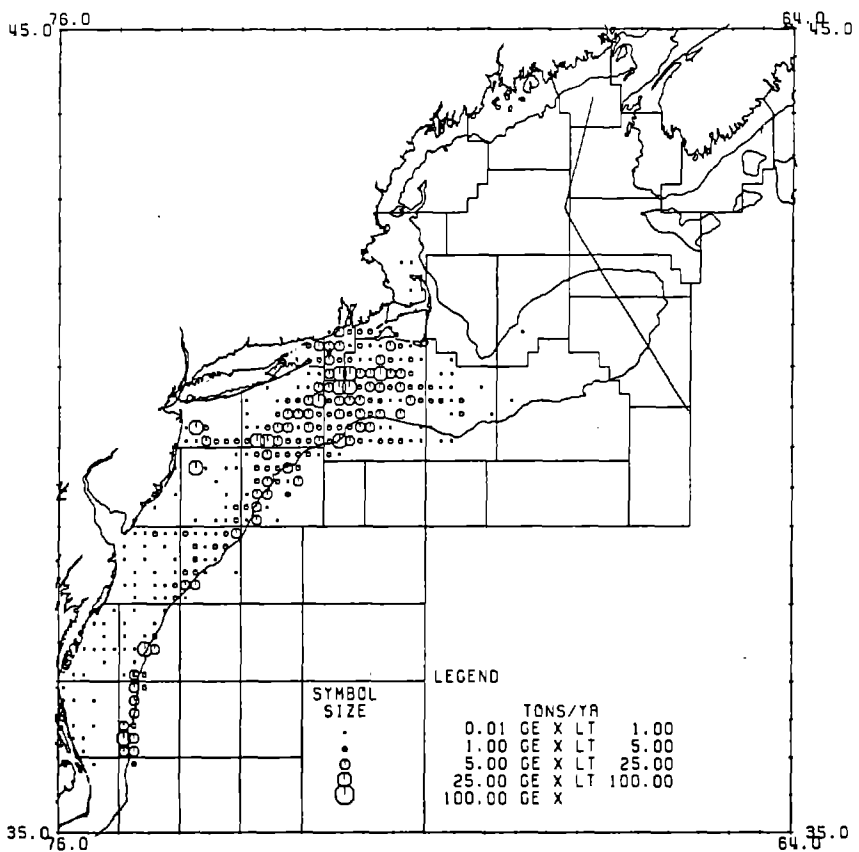 76.0 64.0
45.0 45.0
LEGEND
SYMBOL
SIZE
TONS/YR
0.01 GE X LT 1.00
1.00 GE X LT 5.00
5.00 GE X LT 25.00
25.00 GE X LT 100.00
100.00 GE X
35.0 35.0
76.0 64.0